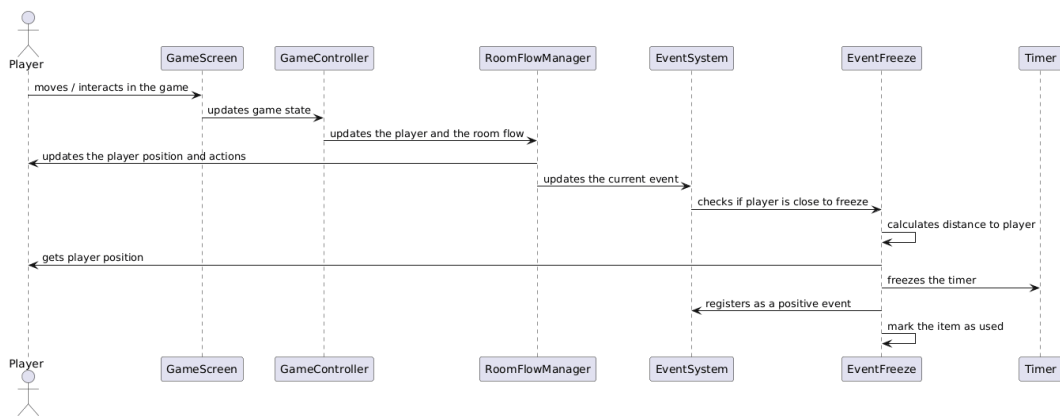 Player
GameScreen
GameController
RoomFlowManager
EventSystem
EventFreeze
Timer
moves / interacts in the game
updates game state
updates the player and the room flow
updates the player position and actions
updates the current event
checks if player is close to freeze
calculates distance to player
gets player position
freezes the timer
registers as a positive event
mark the item as used
Player
GameScreen
GameController
RoomFlowManager
EventSystem
EventFreeze
Timer